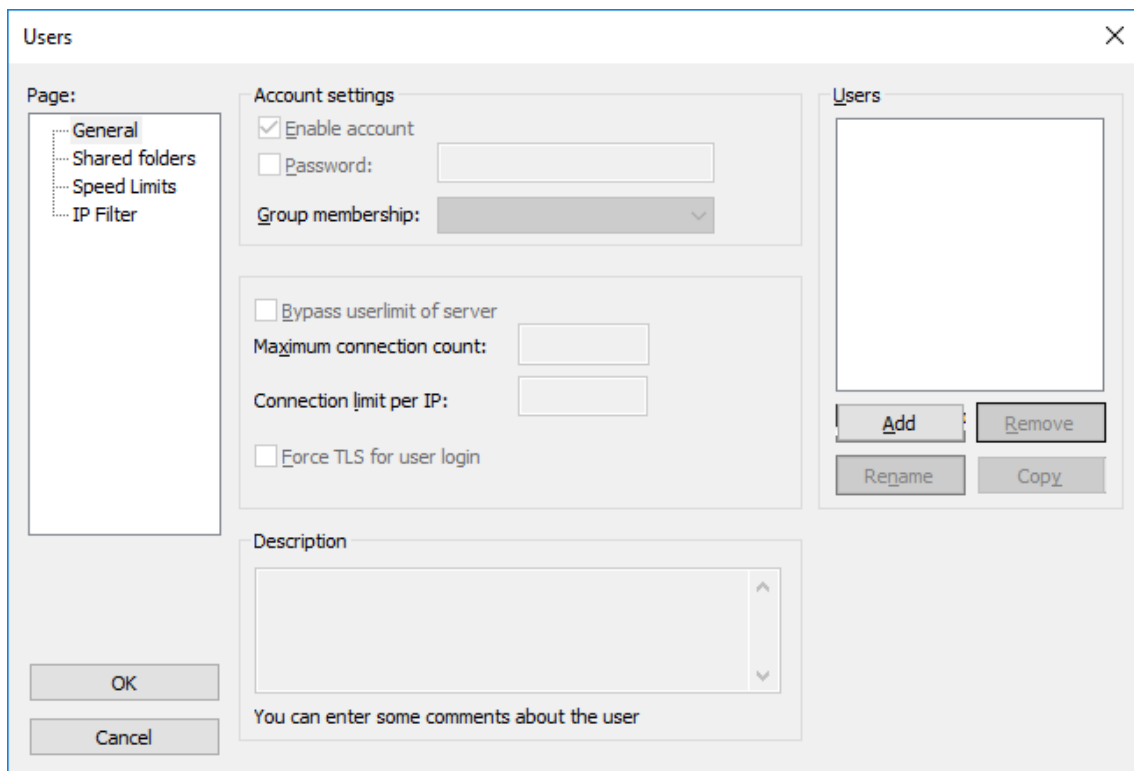 Users
Page:
General
Shared folders
Speed Limits
IP Filter
OK
Cancel
Account settings
Enable account
Password:
Group membership:
Bypass userlimit of server
Maximum connection count:
Connection limit per IP:
Force TLS for user login
Description
You can enter some comments about the user
Users
Add
Remove
Rename
Copy